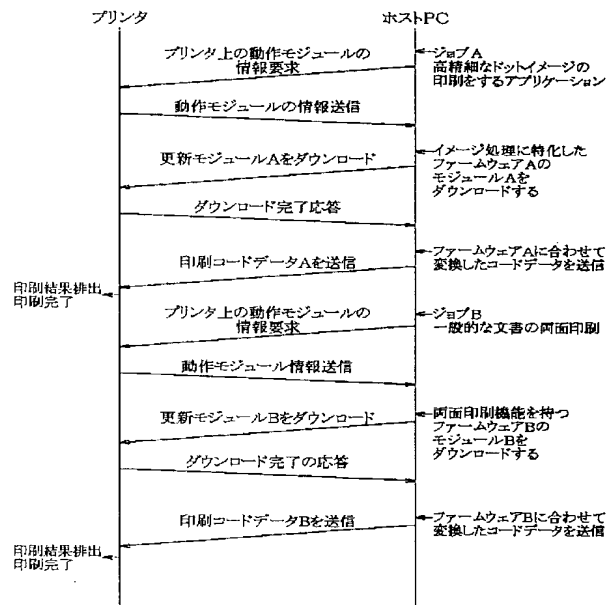 プリンタ
ホストPC
プリンタ上の動作モジュールの
情報要求
ジョブA
高精細なドットイメージの
印刷をするアプリケーション
動作モジュールの情報送信
更新モジュールAをダウンロード
イメージ処理に特化した
ファームウェアAの
モジュールAを
ダウンロードする
ダウンロード完了応答
印刷コードデータAを送信
ファームウェアAに合わせて
変換したコードデータを送信
印刷結果排出
印刷完了
プリンタ上の動作モジュールの
情報要求
ジョブB
一般的な文書の両面印刷
動作モジュール情報送信
更新モジュールBをダウンロード
両面印刷機能を持つ
ファームウェアBの
モジュールBを
ダウンロードする
ダウンロード完了の応答
印刷コードデータBを送信
ファームウェアBに合わせて
変換したコードデータを送信
印刷結果排出
印刷完了